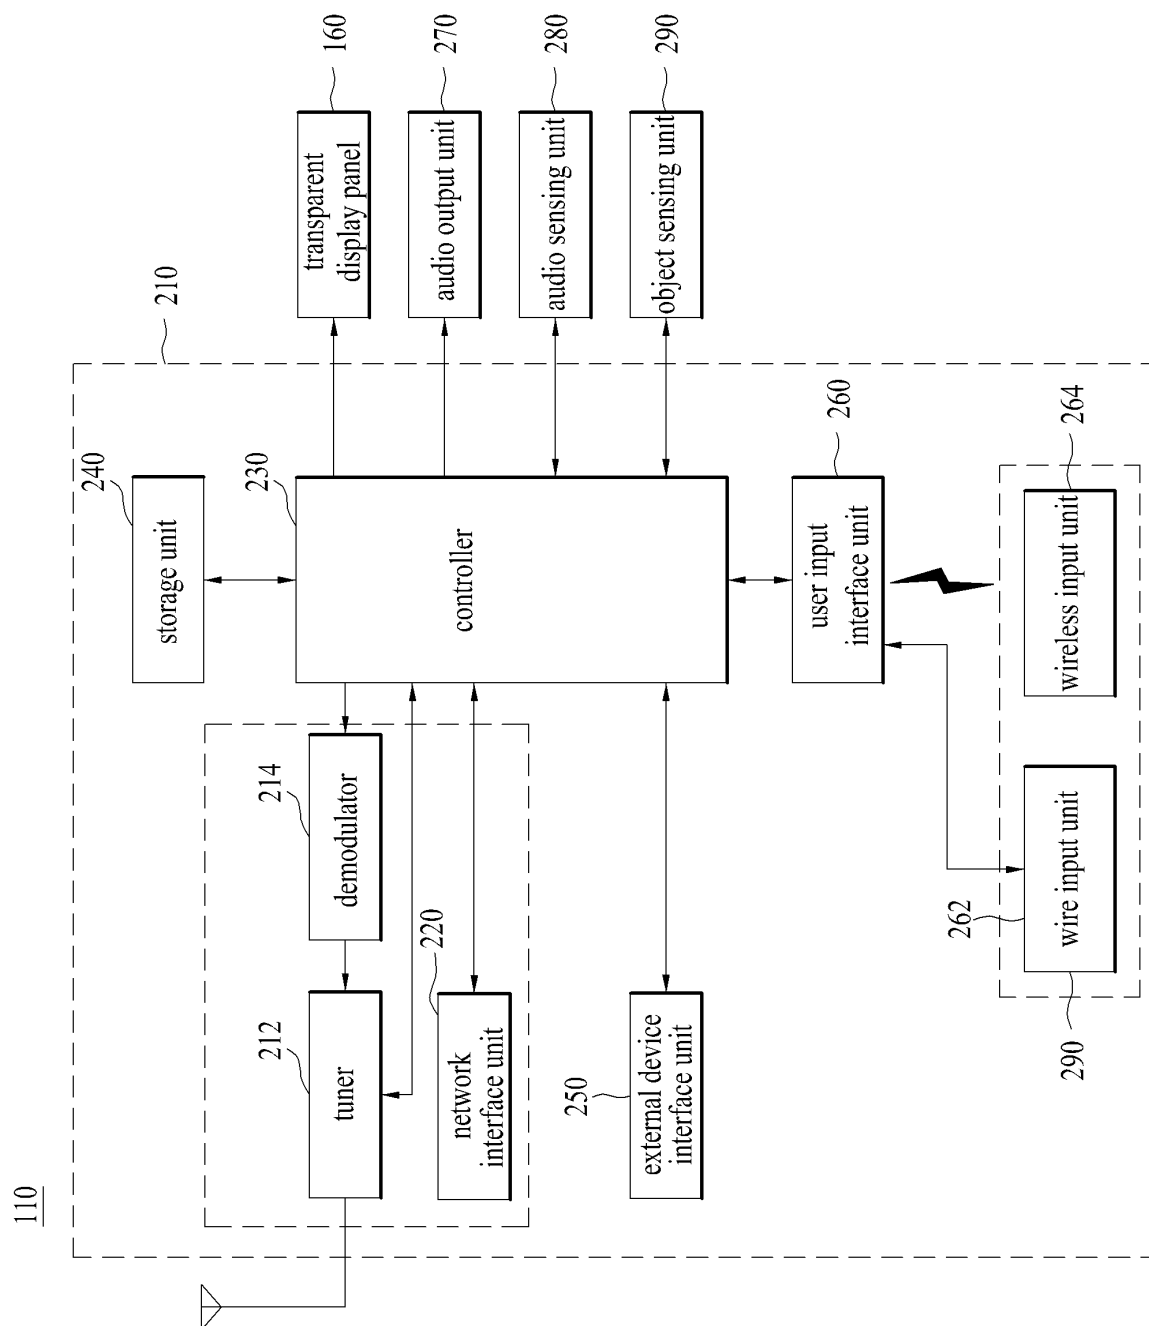 110
210
240
storage unit
230
controller
214
demodulator
212
tuner
220
network
interface unit
250
external device
interface unit
160
transparent
display panel
270
audio output unit
280
audio sensing unit
290
object sensing unit
260
user input
interface unit
264
wireless input unit
262
wire input unit
290